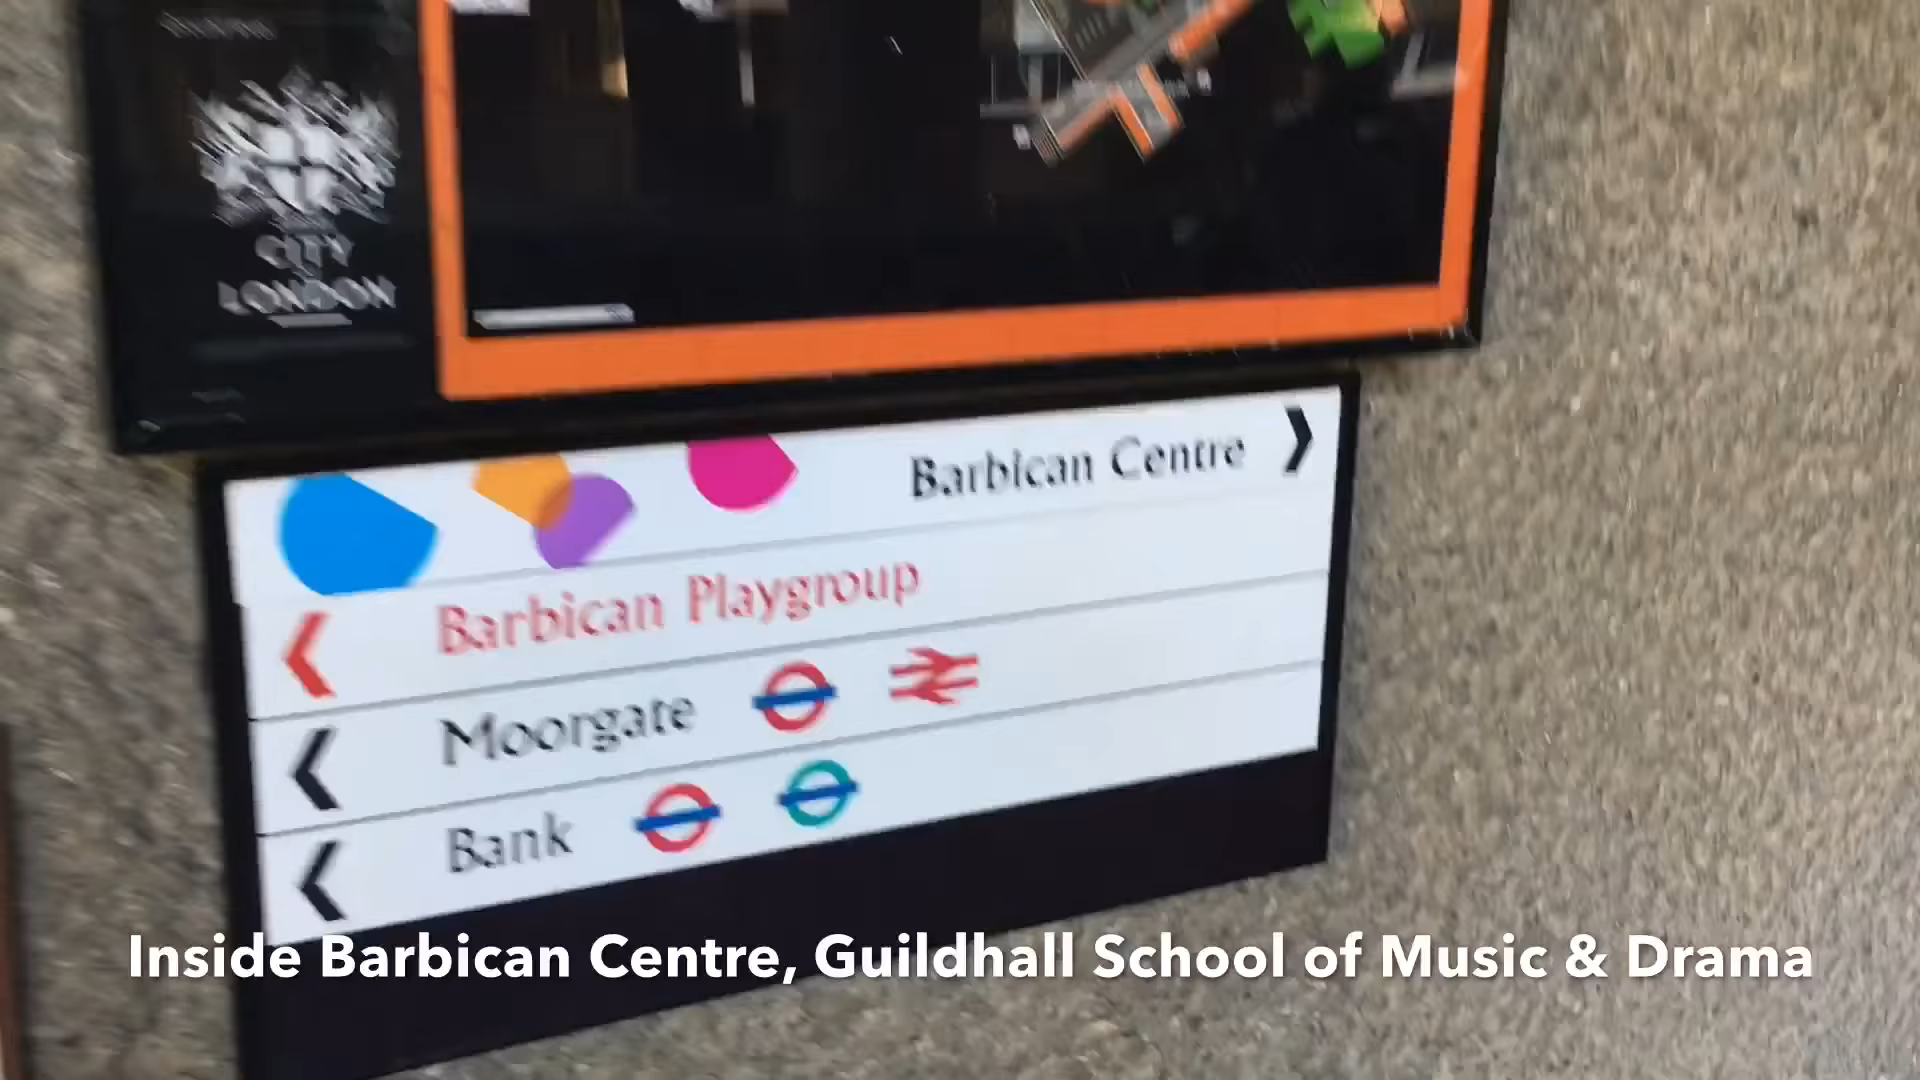 CITY
LONDON
Barbican Centre
Barbican Playgroup
Moorgate
Bank
Inside Barbican Centre, Guildhall School of Music & Drama